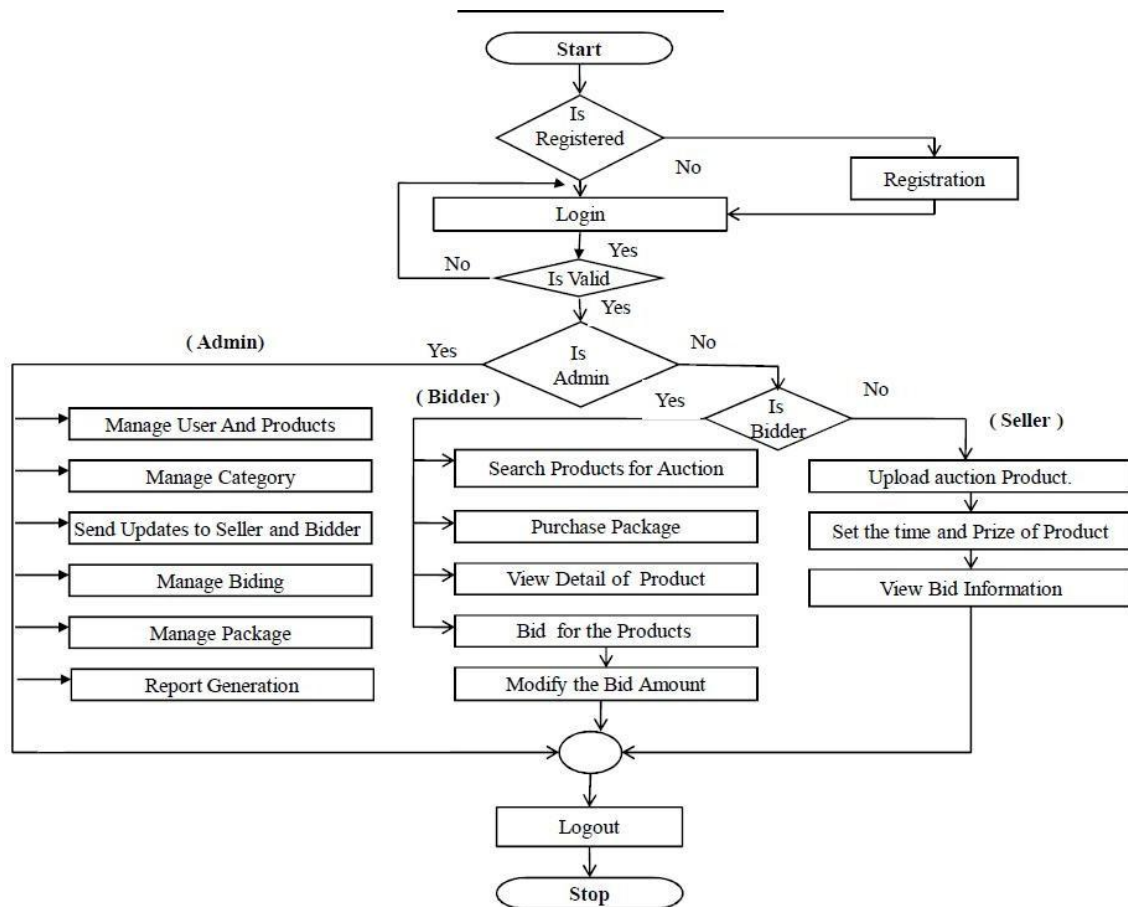 Start
Is
Registered
No
Registration
Login
Yes
No
Is Valid
Yes
( Admin)
Yes
Is
Admin
No
( Bidder )
Yes
Is
Bidder
No
( Seller )
Manage User And Products
Manage Category
Send Updates to Seller and Bidder
Manage Biding
Manage Package
Report Generation
Search Products for Auction
Purchase Package
View Detail of Product
Bid for the Products
Modify the Bid Amount
Upload auction Product.
Set the time and Prize of Product
View Bid Information
Logout
Stop